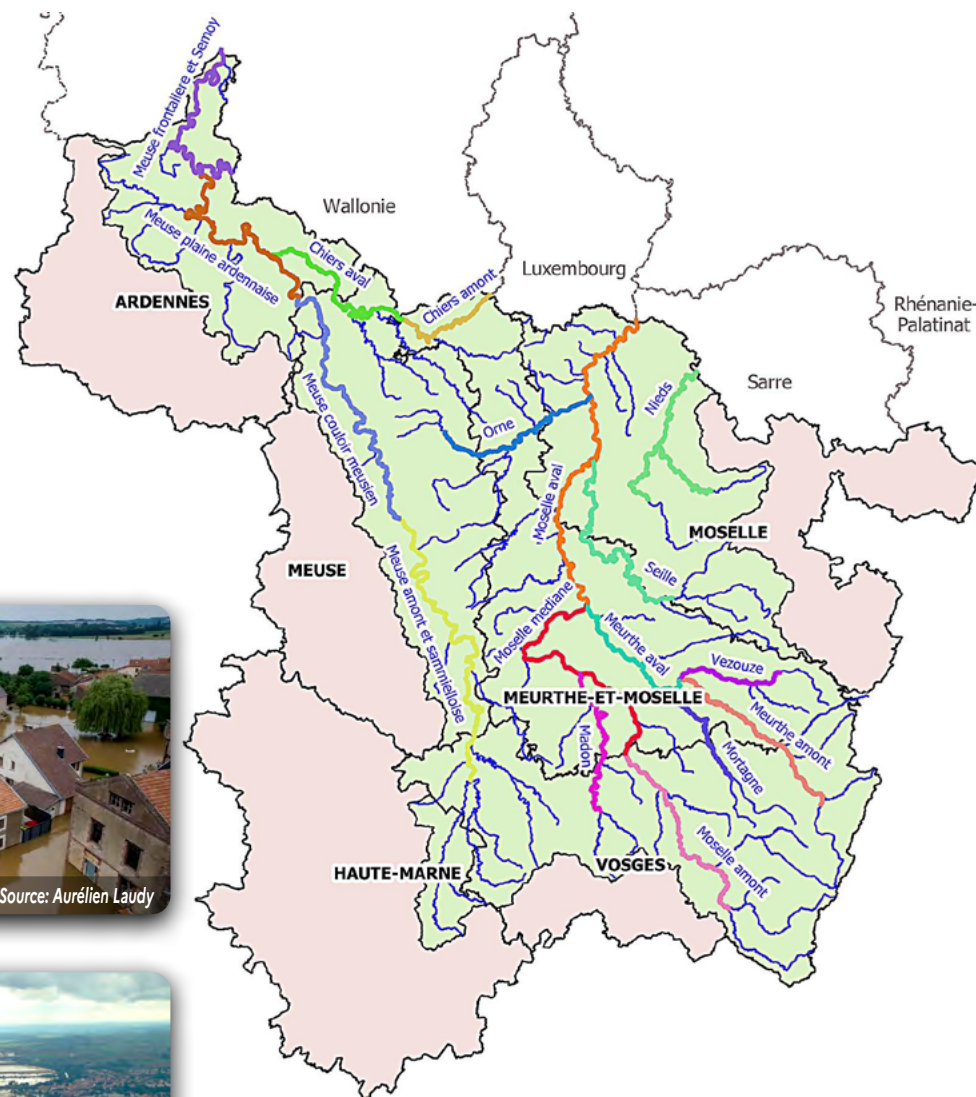 Meuse frontaliere et Semoy
Wallonie
Meuse plaine ardennaise
Chiers aval
Luxembourg
Chiers amont
ARDENNES
Rhénanie-
Palatinat
Sarre
Nieds
Meuse couloir meusien
Orne
Moselle aval
MOSELLE
MEUSE
Seille
Meuse amont et sammielloise
Moselle mediane
Meurthe aval
Vezouze
MEURTHE-ET-MOSELLE
Meurthe amont
Madon
Mortagne
HAUTE-MARNE
VOSGES
Moselle amont
Source: Aurélien Laudy